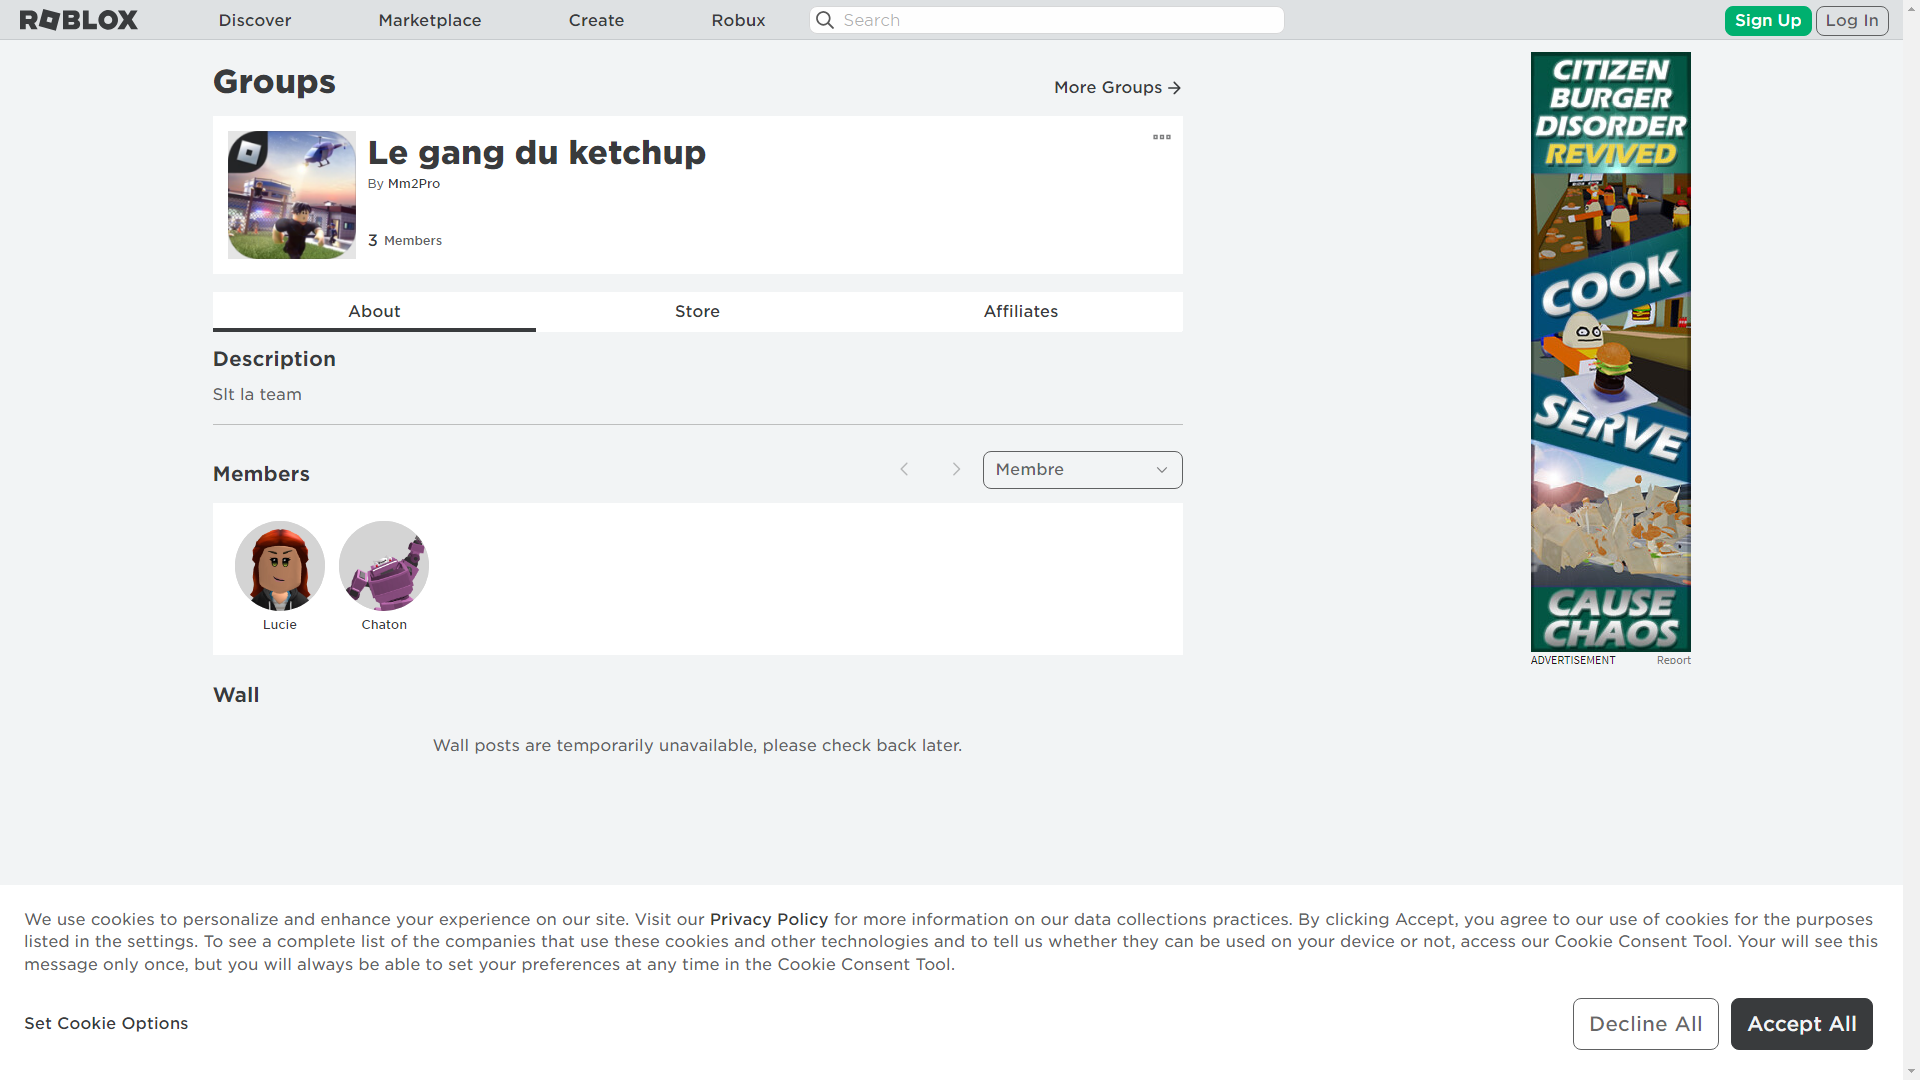 ROBLOX
Discover
Marketplace
Create
Robux
Search
Sign Up
Log In
Groups
More Groups
Le gang du ketchup
By Mm2Pro
3 Members
About
Store
Affiliates
Description
Slt la team
Members
Membre
Lucie
Chaton
Wall
Wall posts are temporarily unavailable, please check back later.
CITIZEN
BURGER
DISORDER
REVIVED
COOK
SERVE
CAUSE
CHAOS
ADVERTISEMENT
Report
We use cookies to personalize and enhance your experience on our site. Visit our Privacy Policy for more information on our data collections practices. By clicking Accept, you agree to our use of cookies for the purposes
listed in the settings. To see a complete list of the companies that use these cookies and other technologies and to tell us whether they can be used on your device or not, access our Cookie Consent Tool. Your will see this
message only once, but you will always be able to set your preferences at any time in the Cookie Consent Tool.
Set Cookie Options
Decline All
Accept All